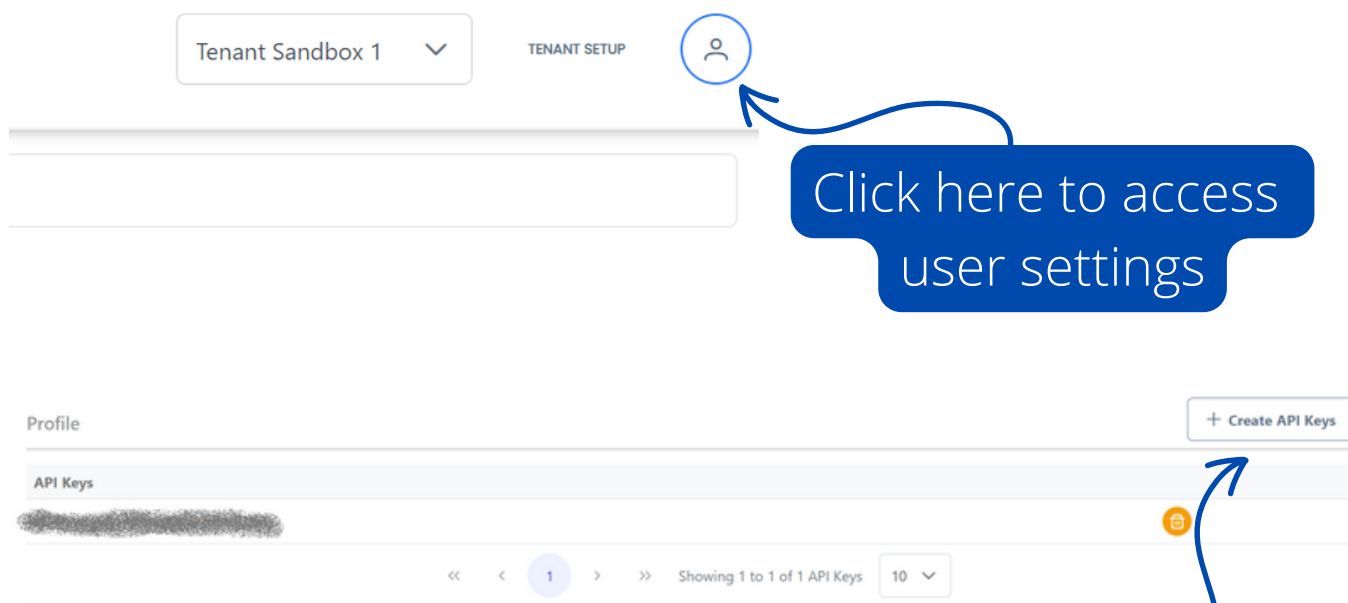 Tenant Sandbox 1 TENANT SETUP
Click here to access
user settings
Profile + Create API Keys
API Keys
<< < 1 > >> Showing 1 to 1 of 1 API Keys 10